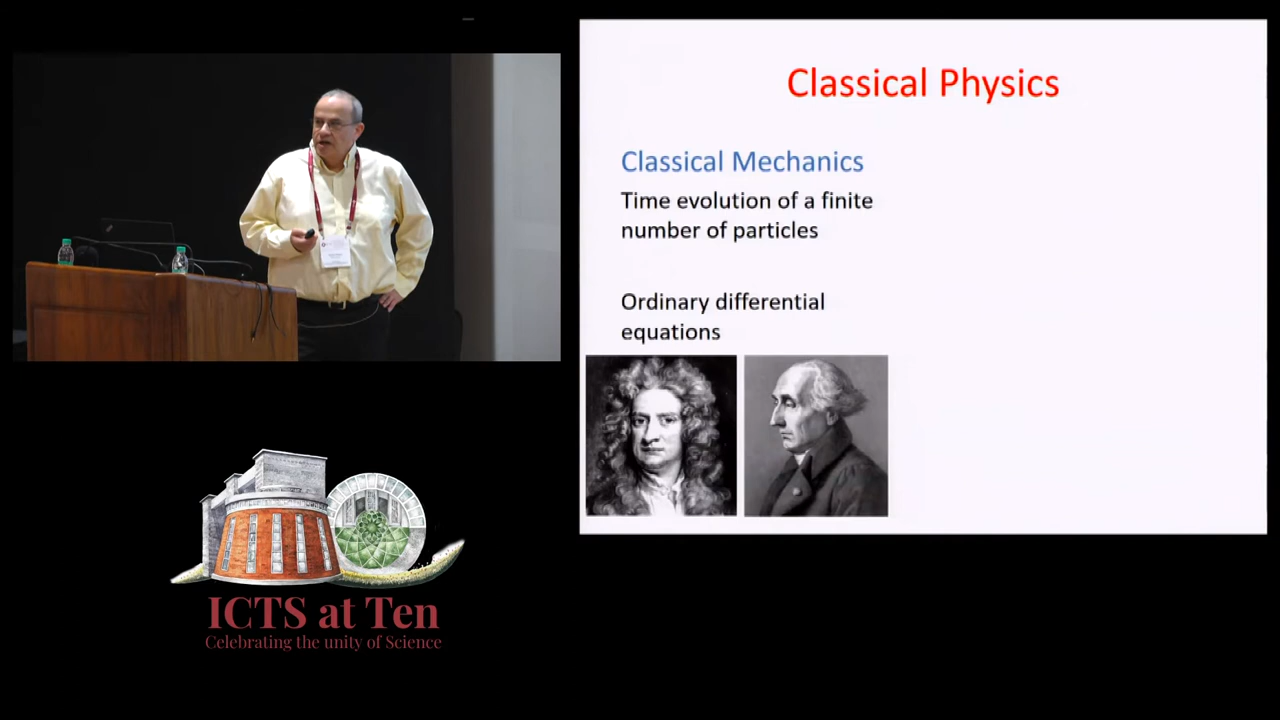 Classical Physics
Classical Mechanics
Time evolution of a finite
number of particles
Ordinary differential
equations
ICTS at Ten
Celebrating the unity of Science